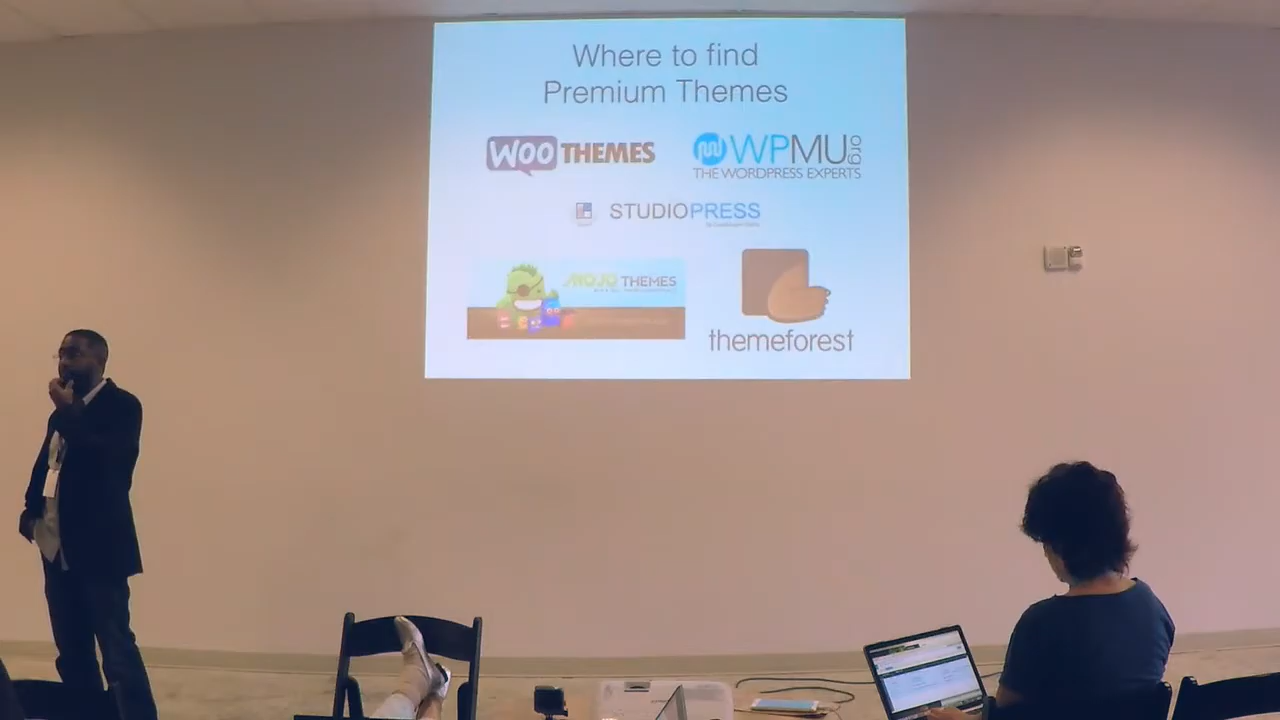 Where to find
Premium Themes
WOO THEMES
WPMU.org
THE WORDPRESS EXPERTS
STUDIOPRESS
MOJO THEMES
themeforest